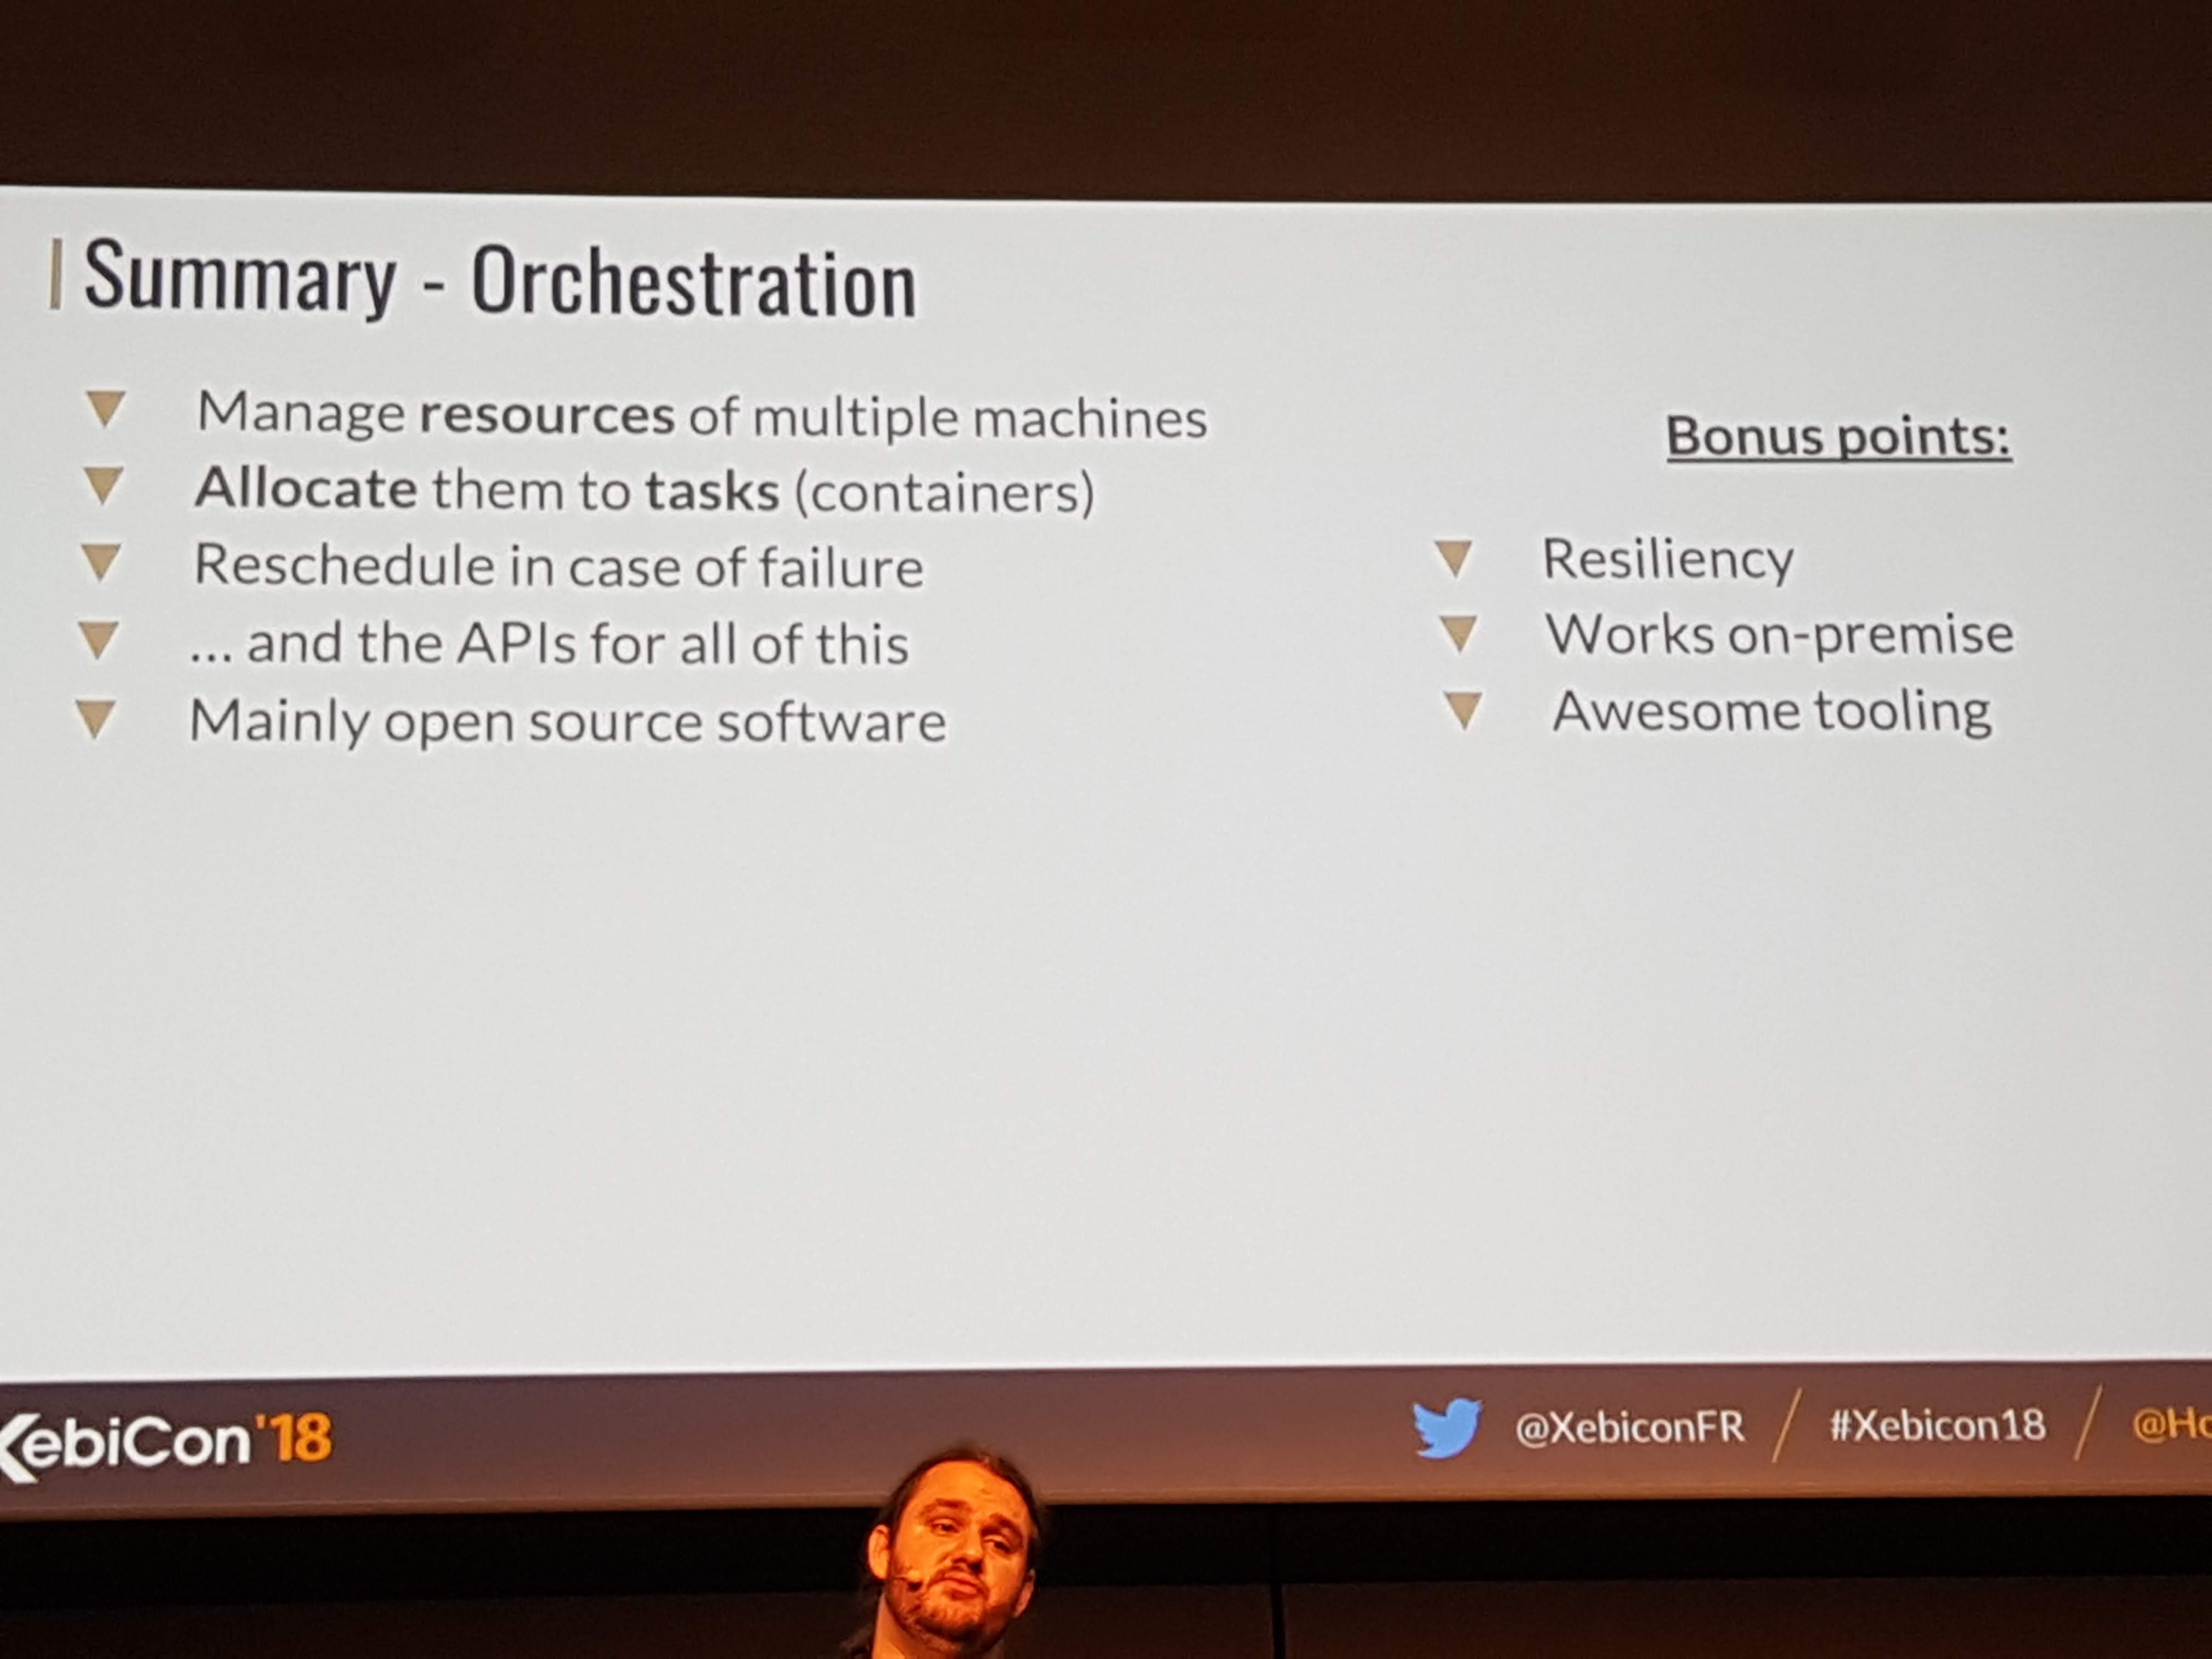 Summary - Orchestration
Manage resources of multiple machines
Allocate them to tasks (containers)
Reschedule in case of failure
... and the APIs for all of this
Mainly open source software
Bonus points:
Resiliency
Works on-premise
Awesome tooling
XebiCon'18
@XebiconFR / #Xebicon18 /